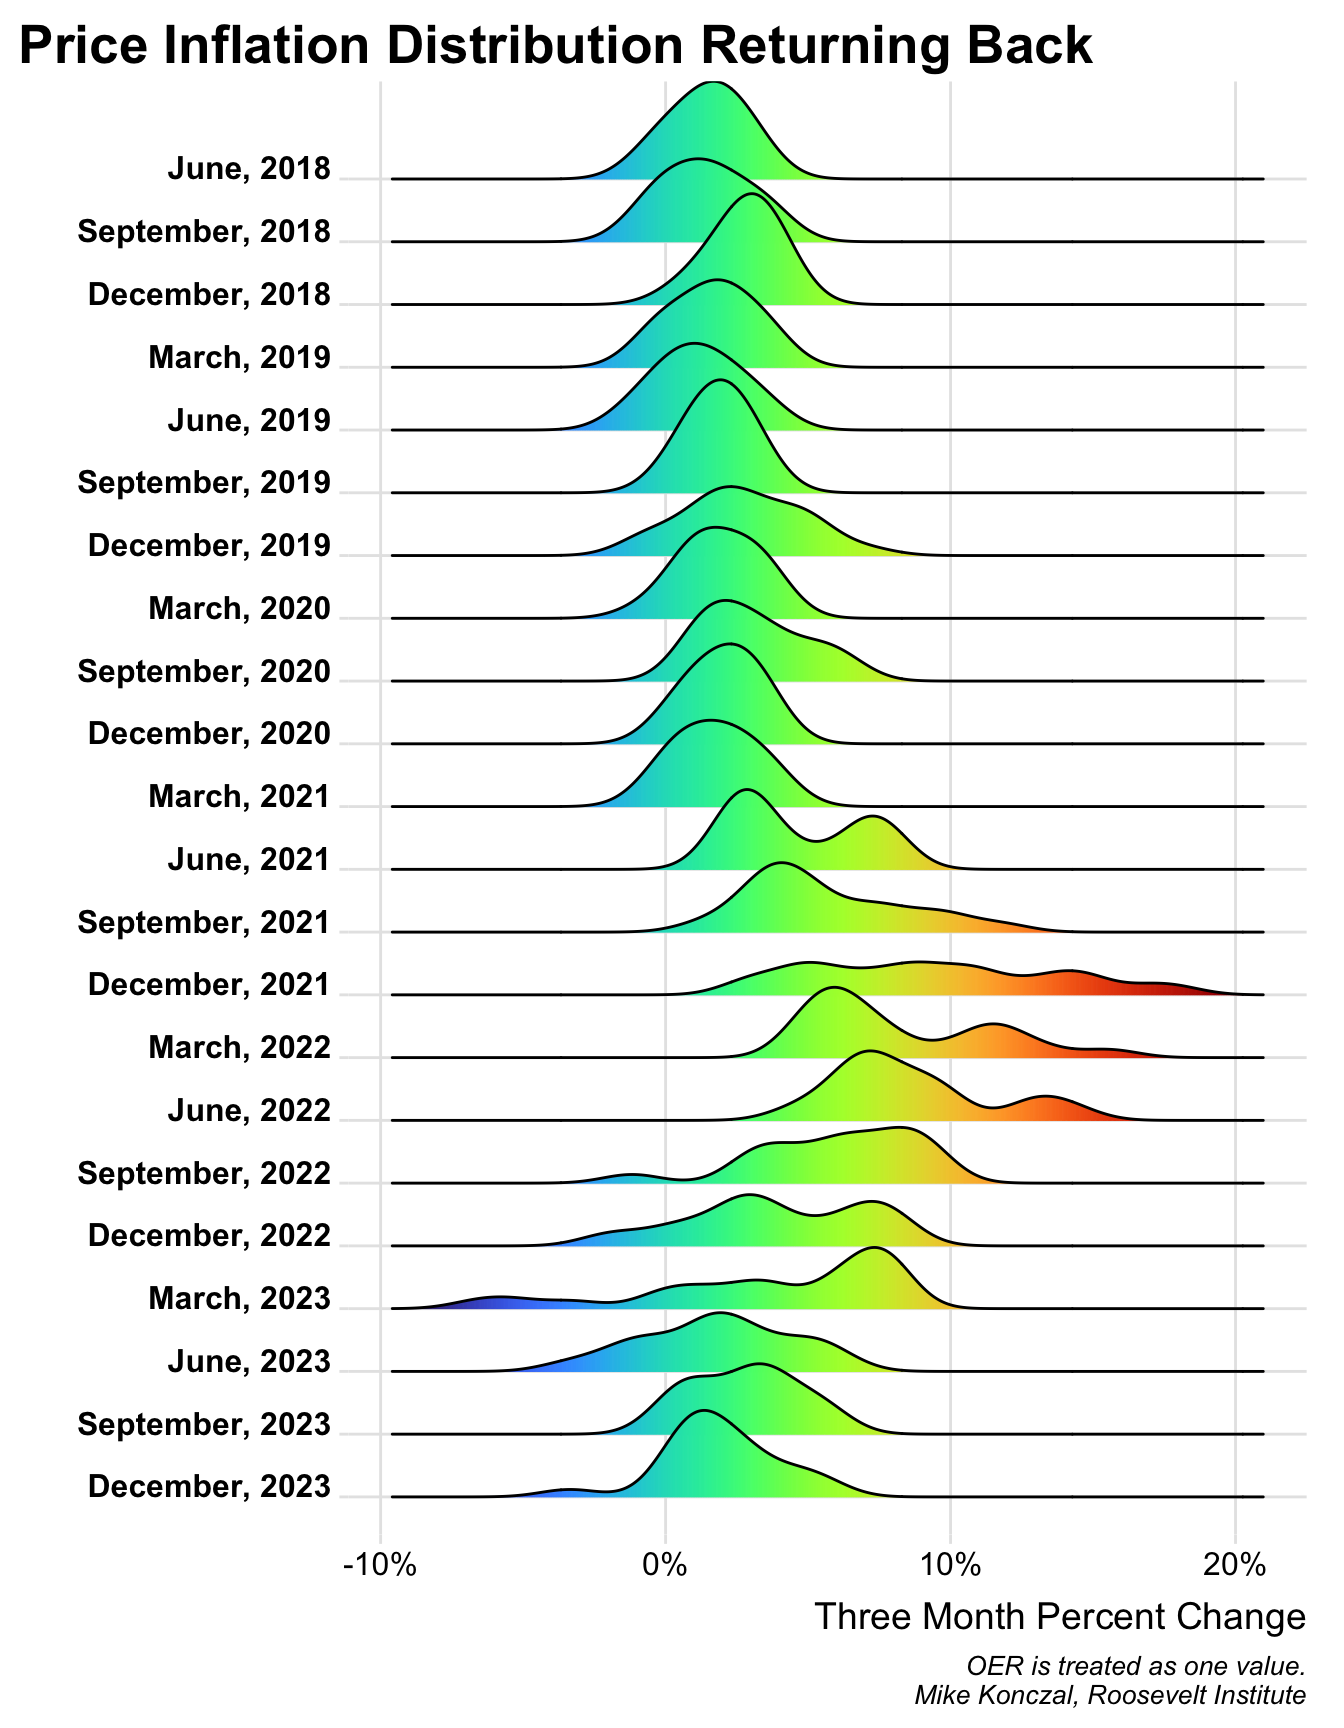 Price Inflation Distribution Returning Back
June, 2018
September, 2018
December, 2018
March, 2019
June, 2019
September, 2019
December, 2019
March, 2020
September, 2020
December, 2020
March, 2021
June, 2021
September, 2021
December, 2021
March, 2022
June, 2022
September, 2022
December, 2022
March, 2023
June, 2023
September, 2023
December, 2023
-10% 0% 10% 20%
Three Month Percent Change
OER is treated as one value.
Mike Konczal, Roosevelt Institute